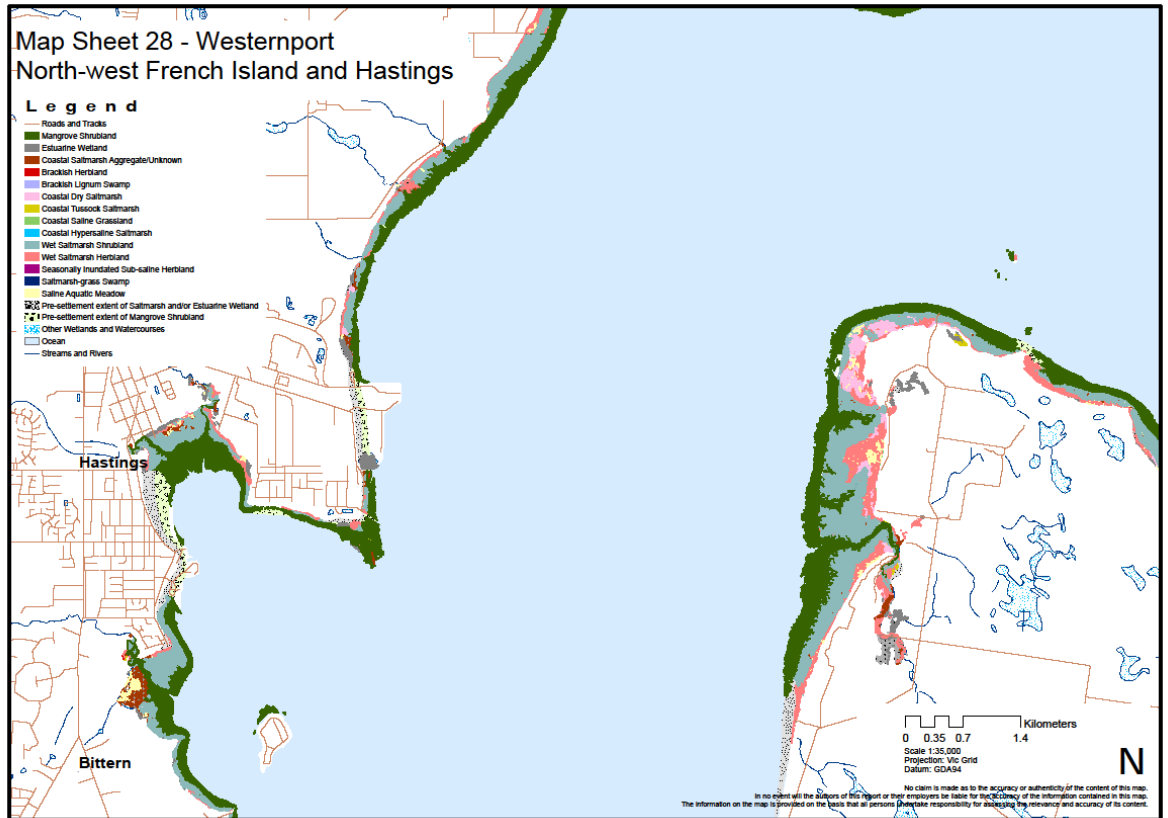 Map Sheet 28 - Westernport
North-west French Island and Hastings
Legend
Roads and Tracks
Mangrove Shrubland
Estuarine Wetland
Coastal Saltmarsh Aggregate/Unknown
Brackish Herbland
Brackish Lignum Swamp
Coastal Dry Saltmarsh
Coastal Tussock Saltmarsh
Coastal Saline Grassland
Coastal Hypersaline Saltmarsh
Wet Saltmarsh Shrubland
Wet Saltmarsh Herbland
Seasonally Inundated Sub-saline Herbland
Saltmarsh-grass Swamp
Saline Aquatic Meadow
Pre-settlement extent of Saltmarsh and/or Estuarine Wetland
Pre-settlement extent of Mangrove Shrubland
Other Wetlands and Watercourses
Ocean
Streams and Rivers
Hastings
Bittern
Kilometers
0 0.35 0.7 1.4
Scale 1:35,000
Projection: Vic Grid
Datum: GDA94
N
No claim is made as to the accuracy or authenticity of the content of this map.
In no event will the authors of this report or their employers be liable for the accuracy of the information contained in this map.
The information on the map is provided on the basis that all persons undertake responsibility for assessing the relevance and accuracy of its content.